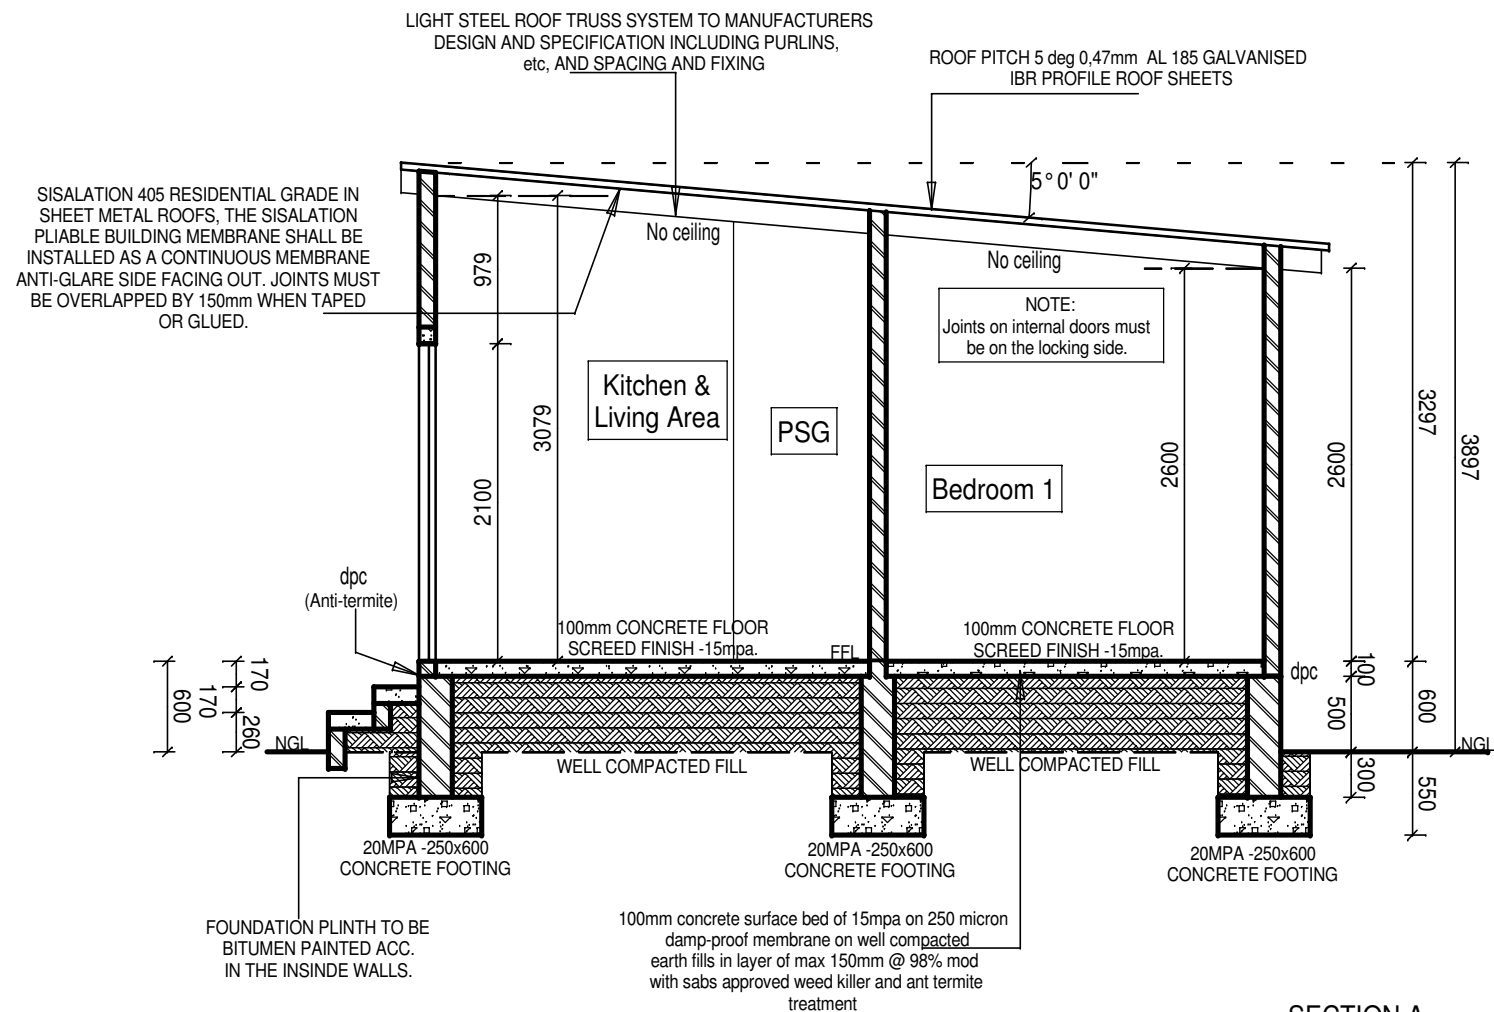 LIGHT STEEL ROOF TRUSS SYSTEM TO MANUFACTURERS
DESIGN AND SPECIFICATION INCLUDING PURLINS,
etc, AND SPACING AND FIXING
ROOF PITCH 5 deg 0,47mm AL 185 GALVANISED
IBR PROFILE ROOF SHEETS
5° 0' 0"
SISALATION 405 RESIDENTIAL GRADE IN
SHEET METAL ROOFS, THE SISALATION
PLIABLE BUILDING MEMBRANE SHALL BE
INSTALLED AS A CONTINUOUS MEMBRANE
ANTI-GLARE SIDE FACING OUT. JOINTS MUST
BE OVERLAPPED BY 150mm WHEN TAPED
OR GLUED.
No ceiling
No ceiling
979
NOTE:
Joints on internal doors must
be on the locking side.
Kitchen &
Living Area
PSG
Bedroom 1
3079
2100
2600
2600
3297
3897
dpc
(Anti-termite)
100mm CONCRETE FLOOR
SCREED FINISH -15mpa.
FFL
100mm CONCRETE FLOOR
SCREED FINISH -15mpa.
dpc
170
170
260
600
100
500
600
300
550
NGL
NGL
WELL COMPACTED FILL
WELL COMPACTED FILL
20MPA -250x600
CONCRETE FOOTING
20MPA -250x600
CONCRETE FOOTING
20MPA -250x600
CONCRETE FOOTING
FOUNDATION PLINTH TO BE
BITUMEN PAINTED ACC.
IN THE INSINDE WALLS.
100mm concrete surface bed of 15mpa on 250 micron
damp-proof membrane on well compacted
earth fills in layer of max 150mm @ 98% mod
with sabs approved weed killer and ant termite
treatment
SECTION A